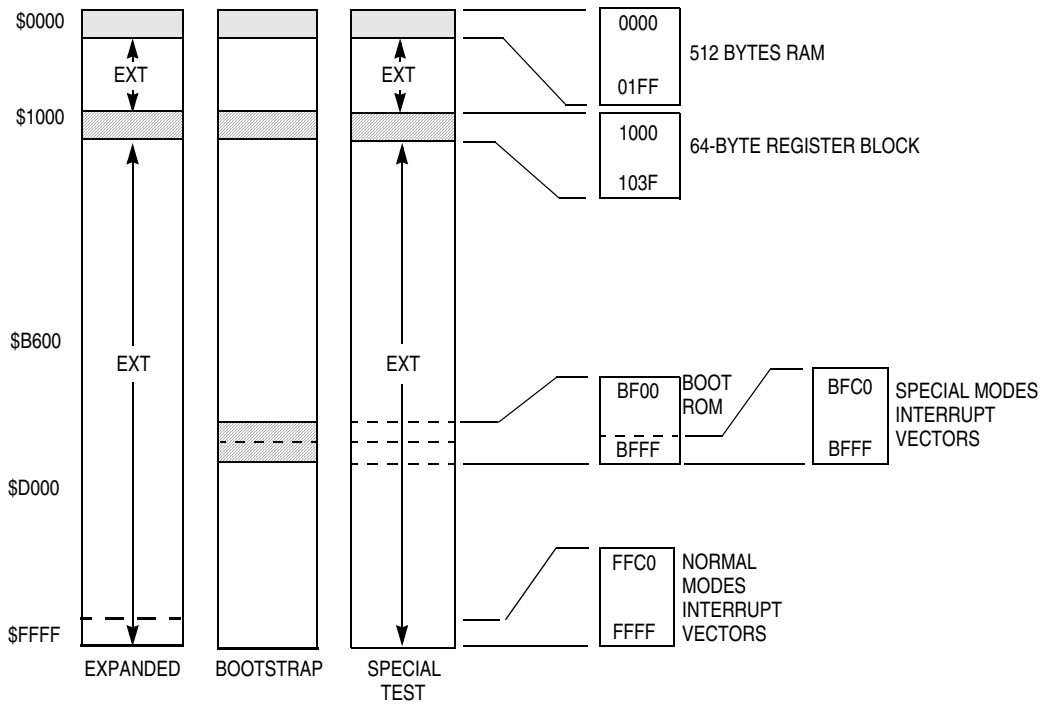 $0000
EXT
EXT
0000
01FF
512 BYTES RAM
$1000
1000
103F
64-BYTE REGISTER BLOCK
$B600
EXT
EXT
BF00
BFFF
BOOT
ROM
BFC0
BFFF
SPECIAL MODES
INTERRUPT
VECTORS
$D000
FFC0
FFFF
NORMAL
MODES
INTERRUPT
VECTORS
$FFFF
EXPANDED
BOOTSTRAP
SPECIAL
TEST